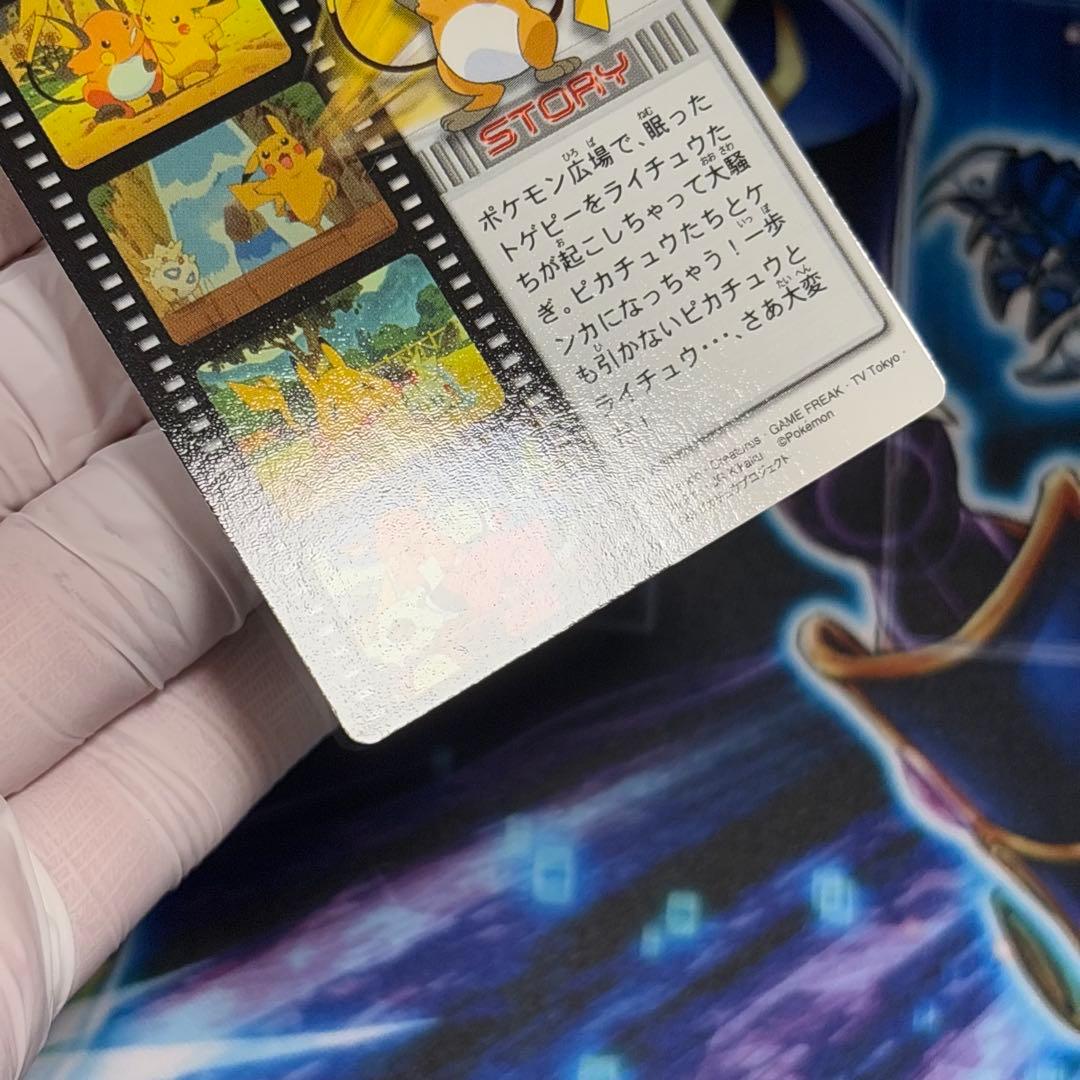 STORY
ポケモン広場で、眠った
トゲピーをライチュウた
ちが起こしちゃって大騒
ぎ。ピカチュウたちとケ
ンカになっちゃう！一歩
も引かないピカチュウと
ライチュウ…、さあ大変
だ！
Creatures · GAME FREAK · TV Tokyo ·
©Pokémon